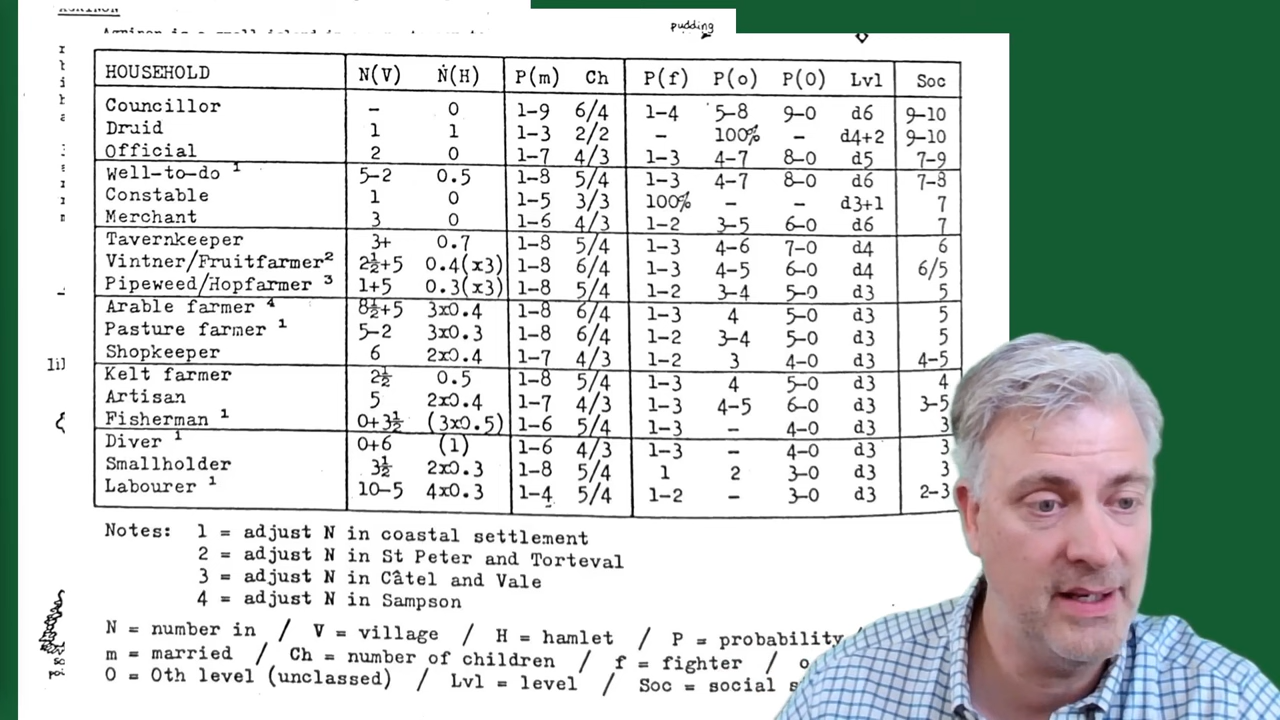 AGRINON
pudding
HOUSEHOLD N(V) N(H) P(m) Ch P(f) P(o) P(0) Lvl Soc
Councillor – 0 1–9 6/4 1–4 5–8 9–0 d6 9–10
Druid 1 1 1–3 2/2 – 100% – d4+2 9–10
Official 2 0 1–7 4/3 1–3 4–7 8–0 d5 7–9
Well-to-do 1 5–2 0.5 1–8 5/4 1–3 4–7 8–0 d6 7–8
Constable 1 0 1–5 3/3 100% – – d3+1 7
Merchant 3 0 1–6 4/3 1–2 3–5 6–0 d6 7
Tavernkeeper 3+ 0.7 1–8 5/4 1–3 4–6 7–0 d4 6
Vintner/Fruitfarmer2 2½+5 0.4(x3) 1–8 6/4 1–3 4–5 6–0 d4 6/5
Pipeweed/Hopfarmer 3 1+5 0.3(x3) 1–8 5/4 1–2 3–4 5–0 d3 5
Arable farmer 4 8½+5 3x0.4 1–8 6/4 1–3 4 5–0 d3 5
Pasture farmer 1 5–2 3x0.3 1–8 6/4 1–2 3–4 5–0 d3 5
Shopkeeper 6 2x0.4 1–7 4/3 1–2 3 4–0 d3 4–5
Kelt farmer 2½ 0.5 1–8 5/4 1–3 4 5–0 d3 4
Artisan 5 2x0.4 1–7 4/3 1–3 4–5 6–0 d3 3–5
Fisherman 1 0+3½ (3x0.5) 1–6 5/4 1–3 – 4–0 d3 3
Diver 1 0+6 (1) 1–6 4/3 1–3 – 4–0 d3 3
Smallholder 3½ 2x0.3 1–8 5/4 1 2 3–0 d3 3
Labourer 1 10–5 4x0.3 1–4 5/4 1–2 – 3–0 d3 2–3
Notes: 1 = adjust N in coastal settlement
2 = adjust N in St Peter and Torteval
3 = adjust N in Câtel and Vale
4 = adjust N in Sampson
N = number in / V = village / H = hamlet / P = probability
m = married / Ch = number of children / f = fighter / o
0 = 0th level (unclassed) / Lvl = level / Soc = social s